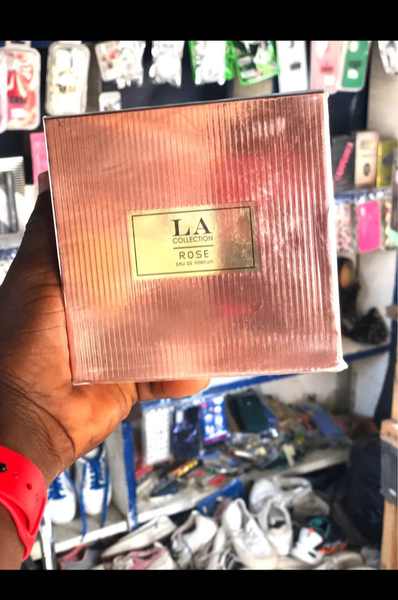 LA
COLLECTION
ROSE
EAU DE PARFUM